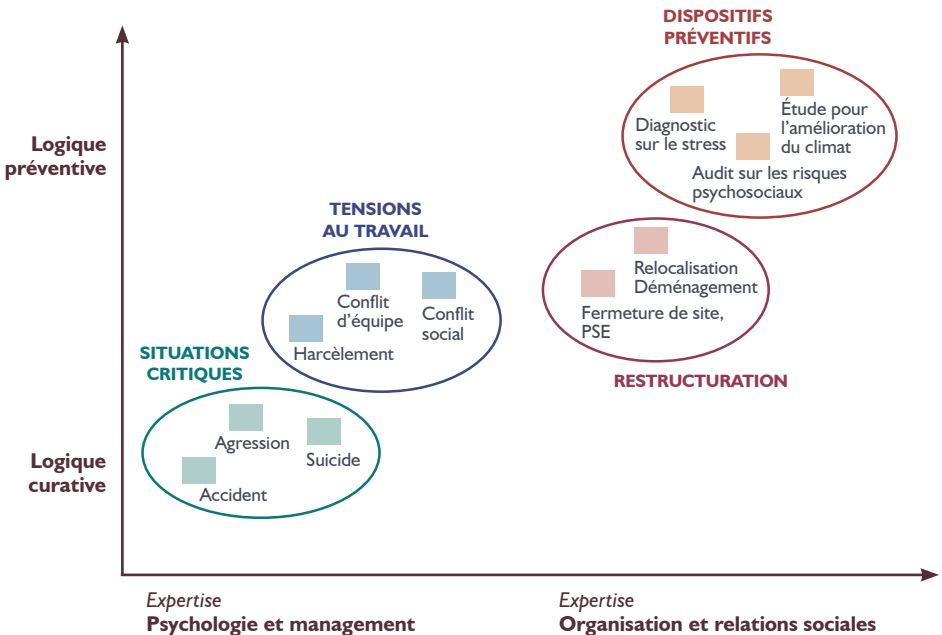 DISPOSITIFS
PRÉVENTIFS
Diagnostic
sur le stress
Étude pour
l'amélioration
du climat
Audit sur les risques
psychosociaux
Logique
préventive
TENSIONS
AU TRAVAIL
Conflit
d'équipe
Conflit
social
Harcèlement
Relocalisation
Déménagement
Fermeture de site,
PSE
RESTRUCTURATION
SITUATIONS
CRITIQUES
Agression
Suicide
Accident
Logique
curative
Expertise
Psychologie et management
Expertise
Organisation et relations sociales